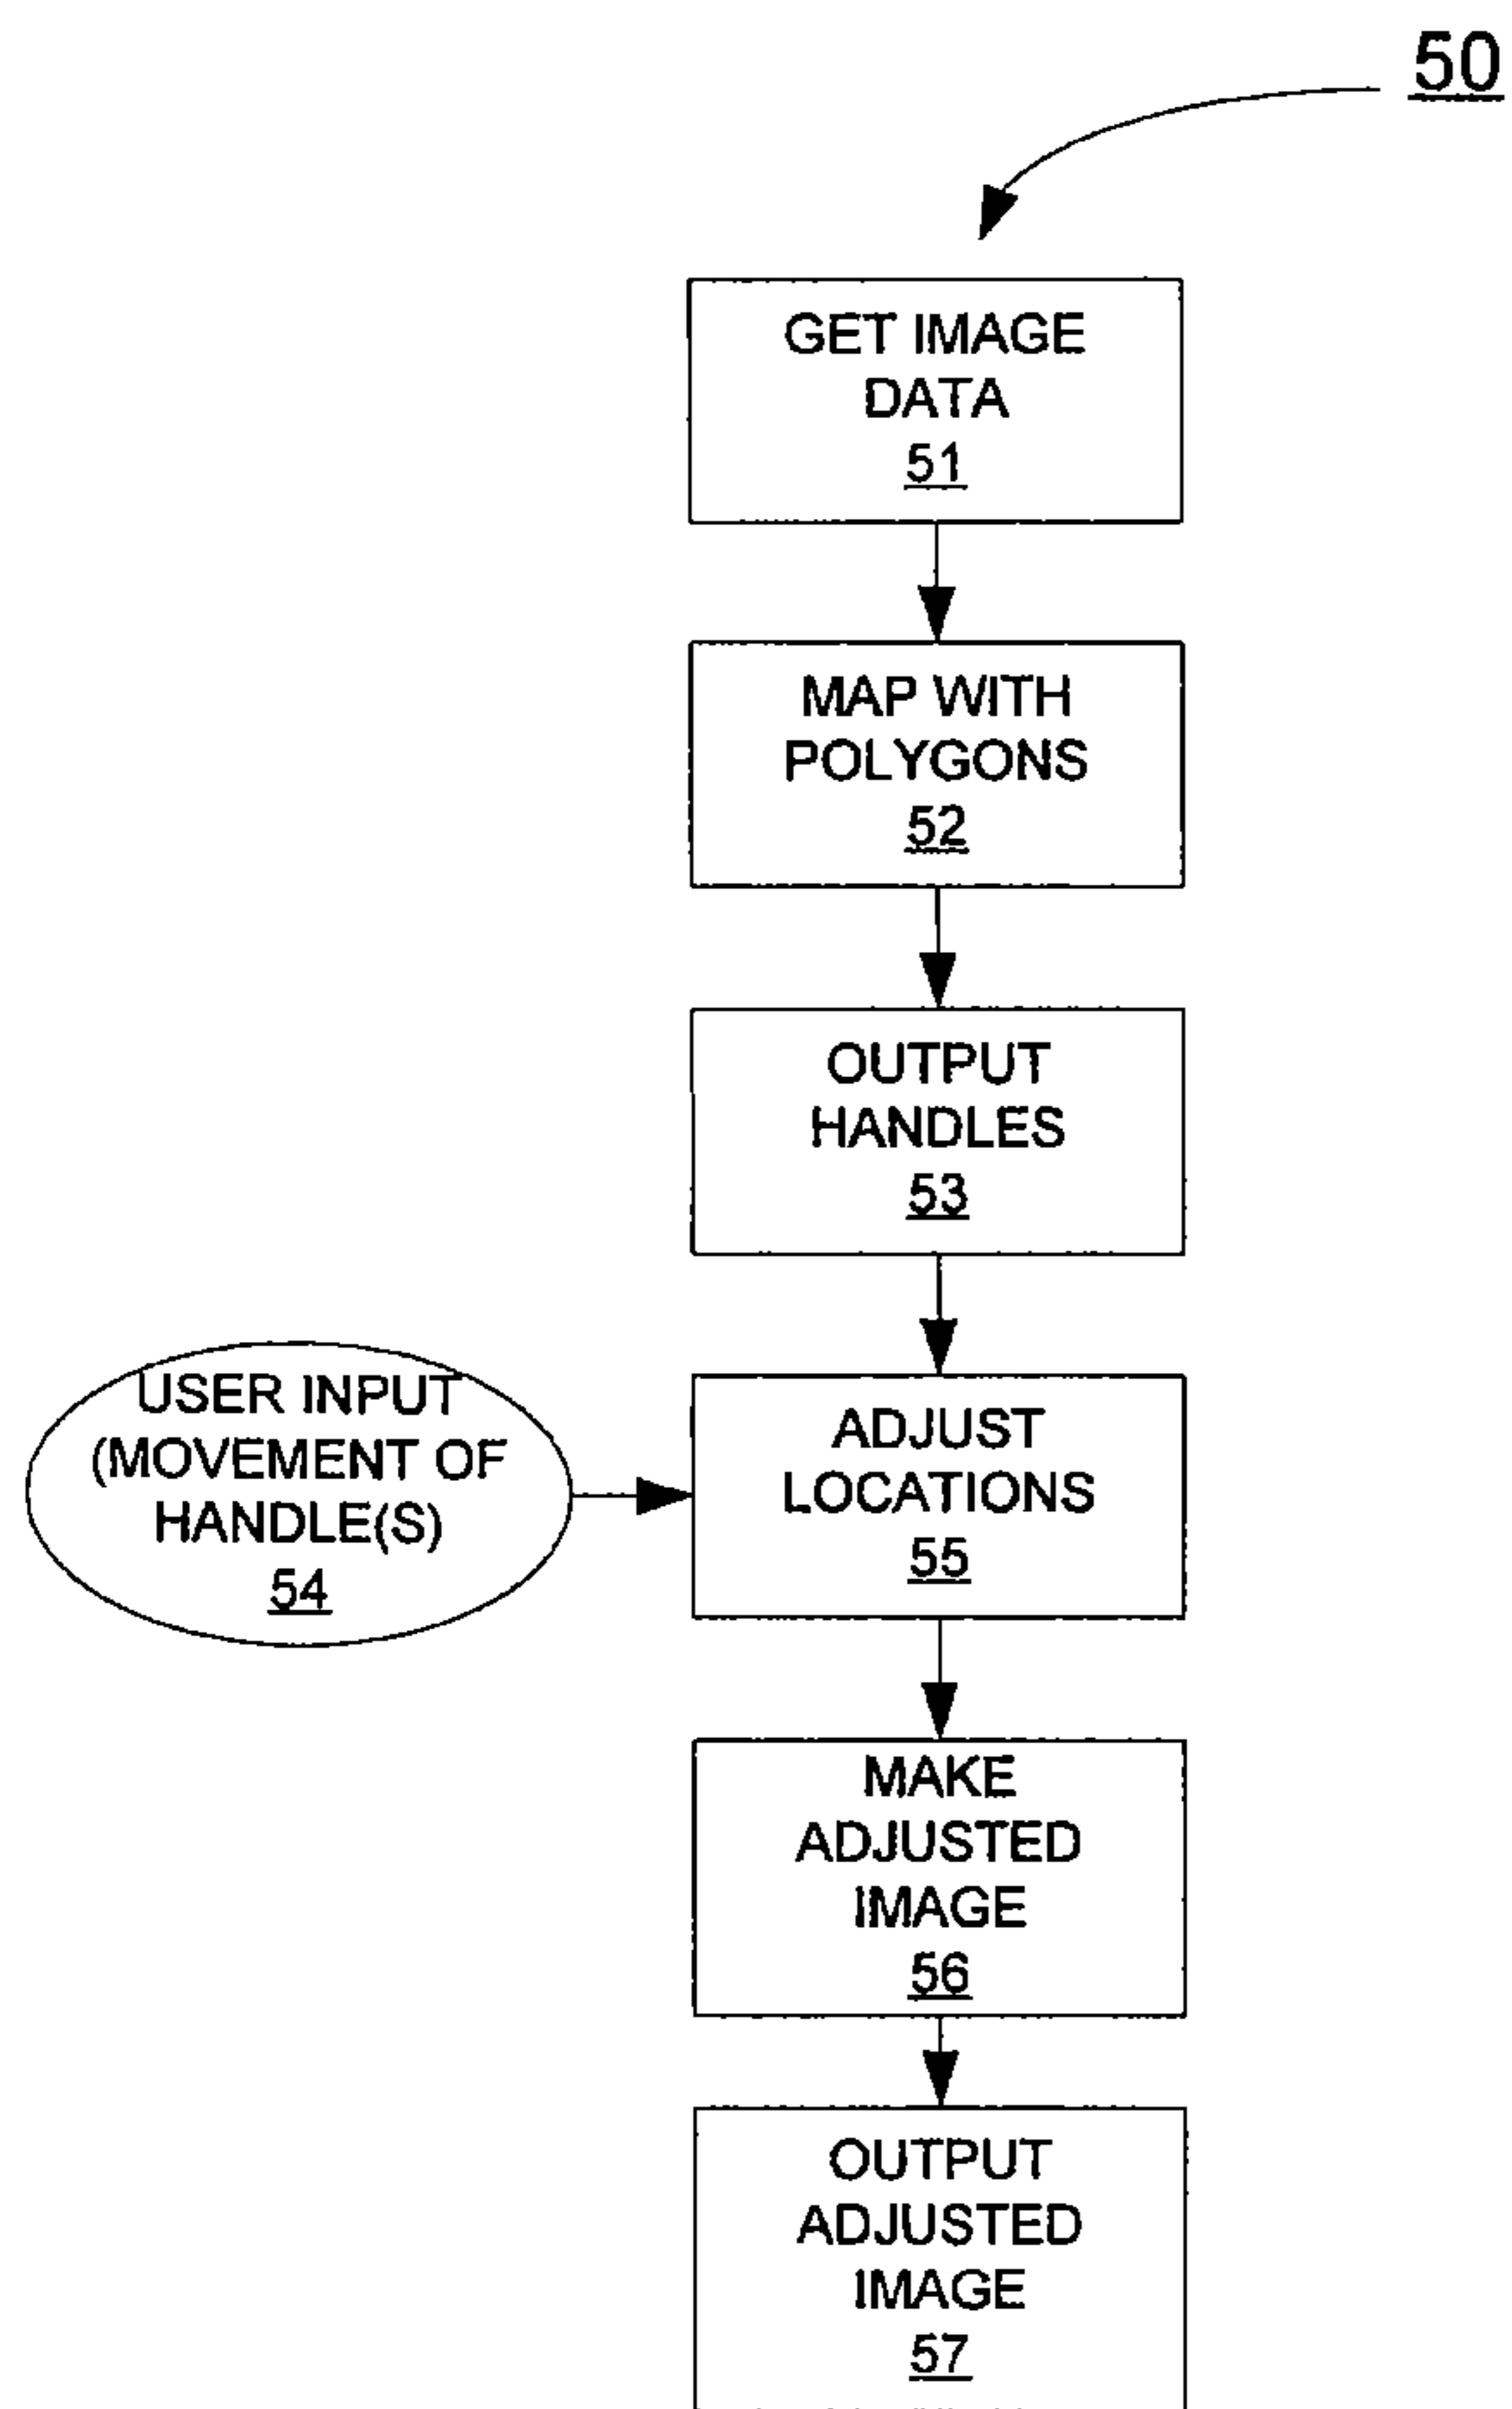 50
GET IMAGE
DATA
51
MAP WITH
POLYGONS
52
OUTPUT
HANDLES
53
USER INPUT
(MOVEMENT OF
HANDLE(S)
54
ADJUST
LOCATIONS
55
MAKE
ADJUSTED
IMAGE
56
OUTPUT
ADJUSTED
IMAGE
57